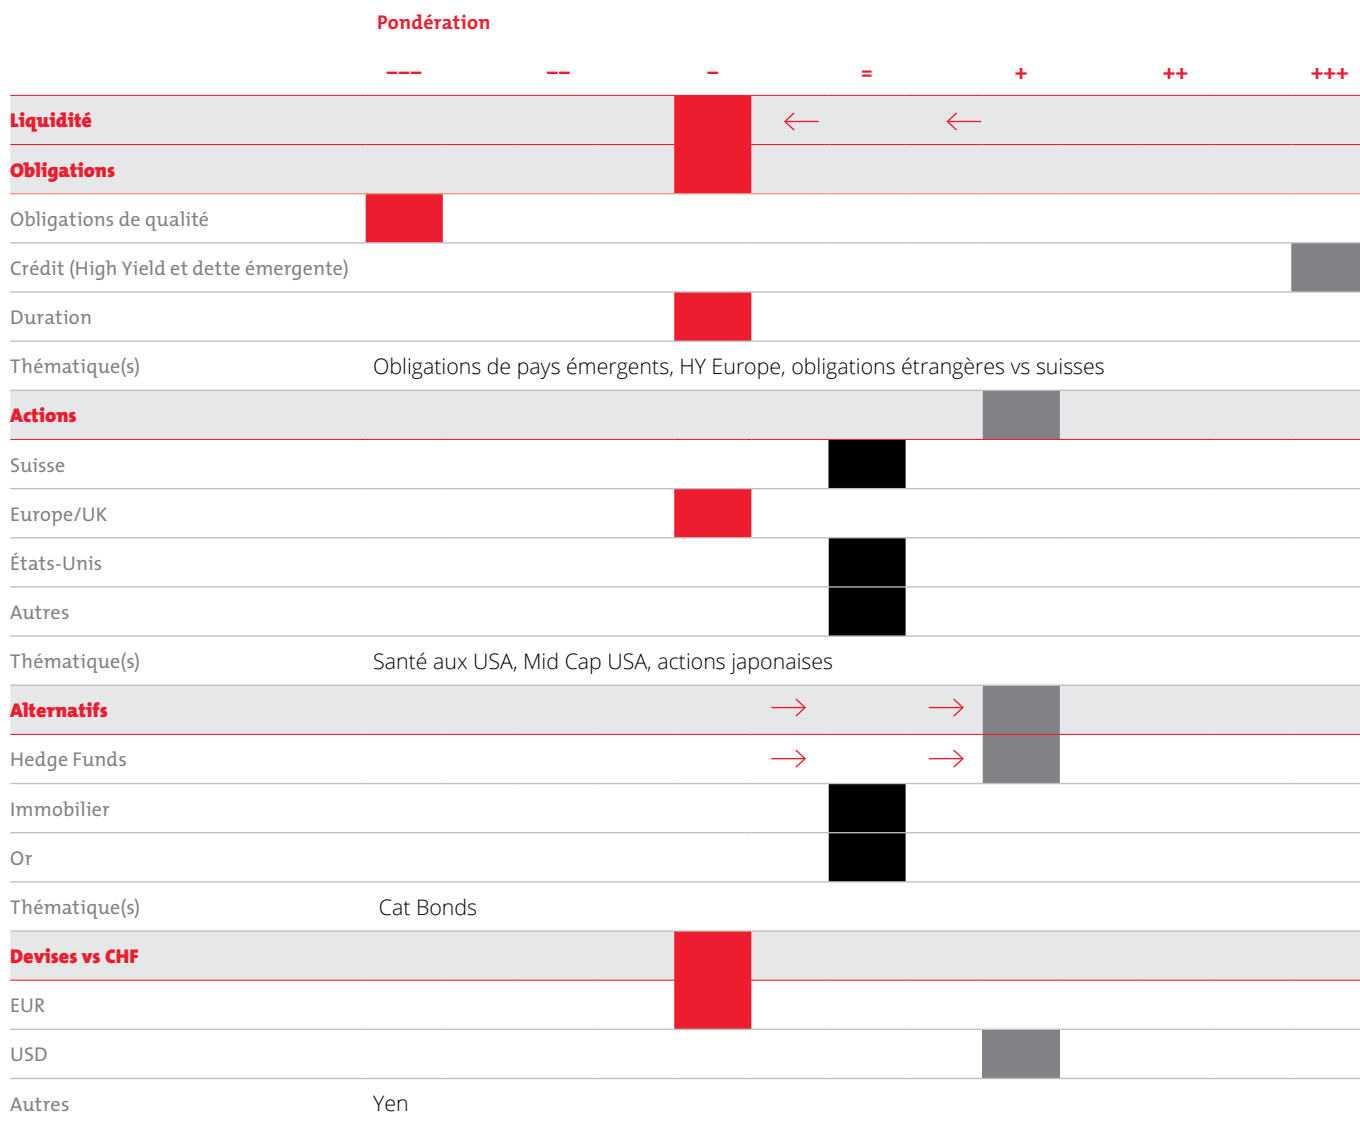 Pondération
––– –– – = + ++ +++
Liquidité ← ←
Obligations
Obligations de qualité
Crédit (High Yield et dette émergente)
Duration
Thématique(s) Obligations de pays émergents, HY Europe, obligations étrangères vs suisses
Actions
Suisse
Europe/UK
États-Unis
Autres
Thématique(s) Santé aux USA, Mid Cap USA, actions japonaises
Alternatifs → →
Hedge Funds → →
Immobilier
Or
Thématique(s) Cat Bonds
Devises vs CHF
EUR
USD
Autres Yen